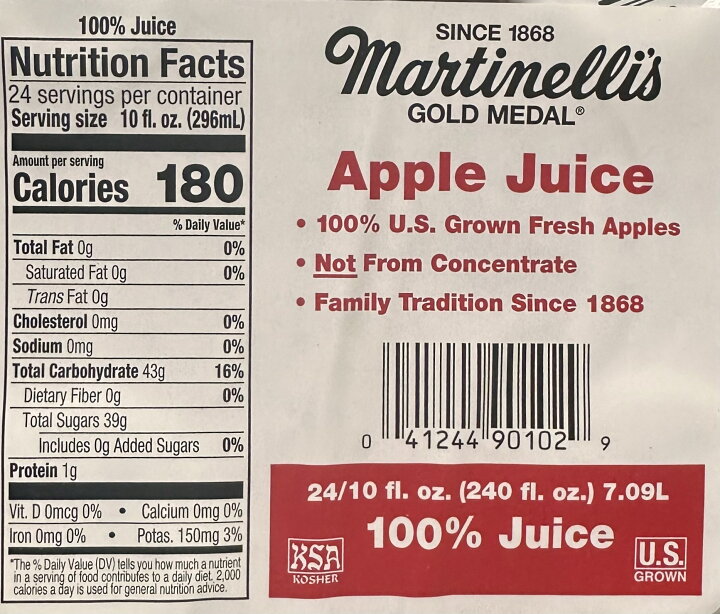 100% Juice
Nutrition Facts
24 servings per container
Serving size 10 fl. oz. (296mL)
Amount per serving
Calories 180
% Daily Value*
Total Fat 0g 0%
Saturated Fat 0g 0%
Trans Fat 0g
Cholesterol 0mg 0%
Sodium 0mg 0%
Total Carbohydrate 43g 16%
Dietary Fiber 0g 0%
Total Sugars 39g
Includes 0g Added Sugars 0%
Protein 1g
Vit. D 0mcg 0% • Calcium 0mg 0%
Iron 0mg 0% • Potas. 150mg 3%
*The % Daily Value (DV) tells you how much a nutrient
in a serving of food contributes to a daily diet. 2,000
calories a day is used for general nutrition advice.
SINCE 1868
Martinelli's
GOLD MEDAL®
Apple Juice
• 100% U.S. Grown Fresh Apples
• Not From Concentrate
• Family Tradition Since 1868
0 41244 90102 9
24/10 fl. oz. (240 fl. oz.) 7.09L
100% Juice
KSA
KOSHER
U.S.
GROWN